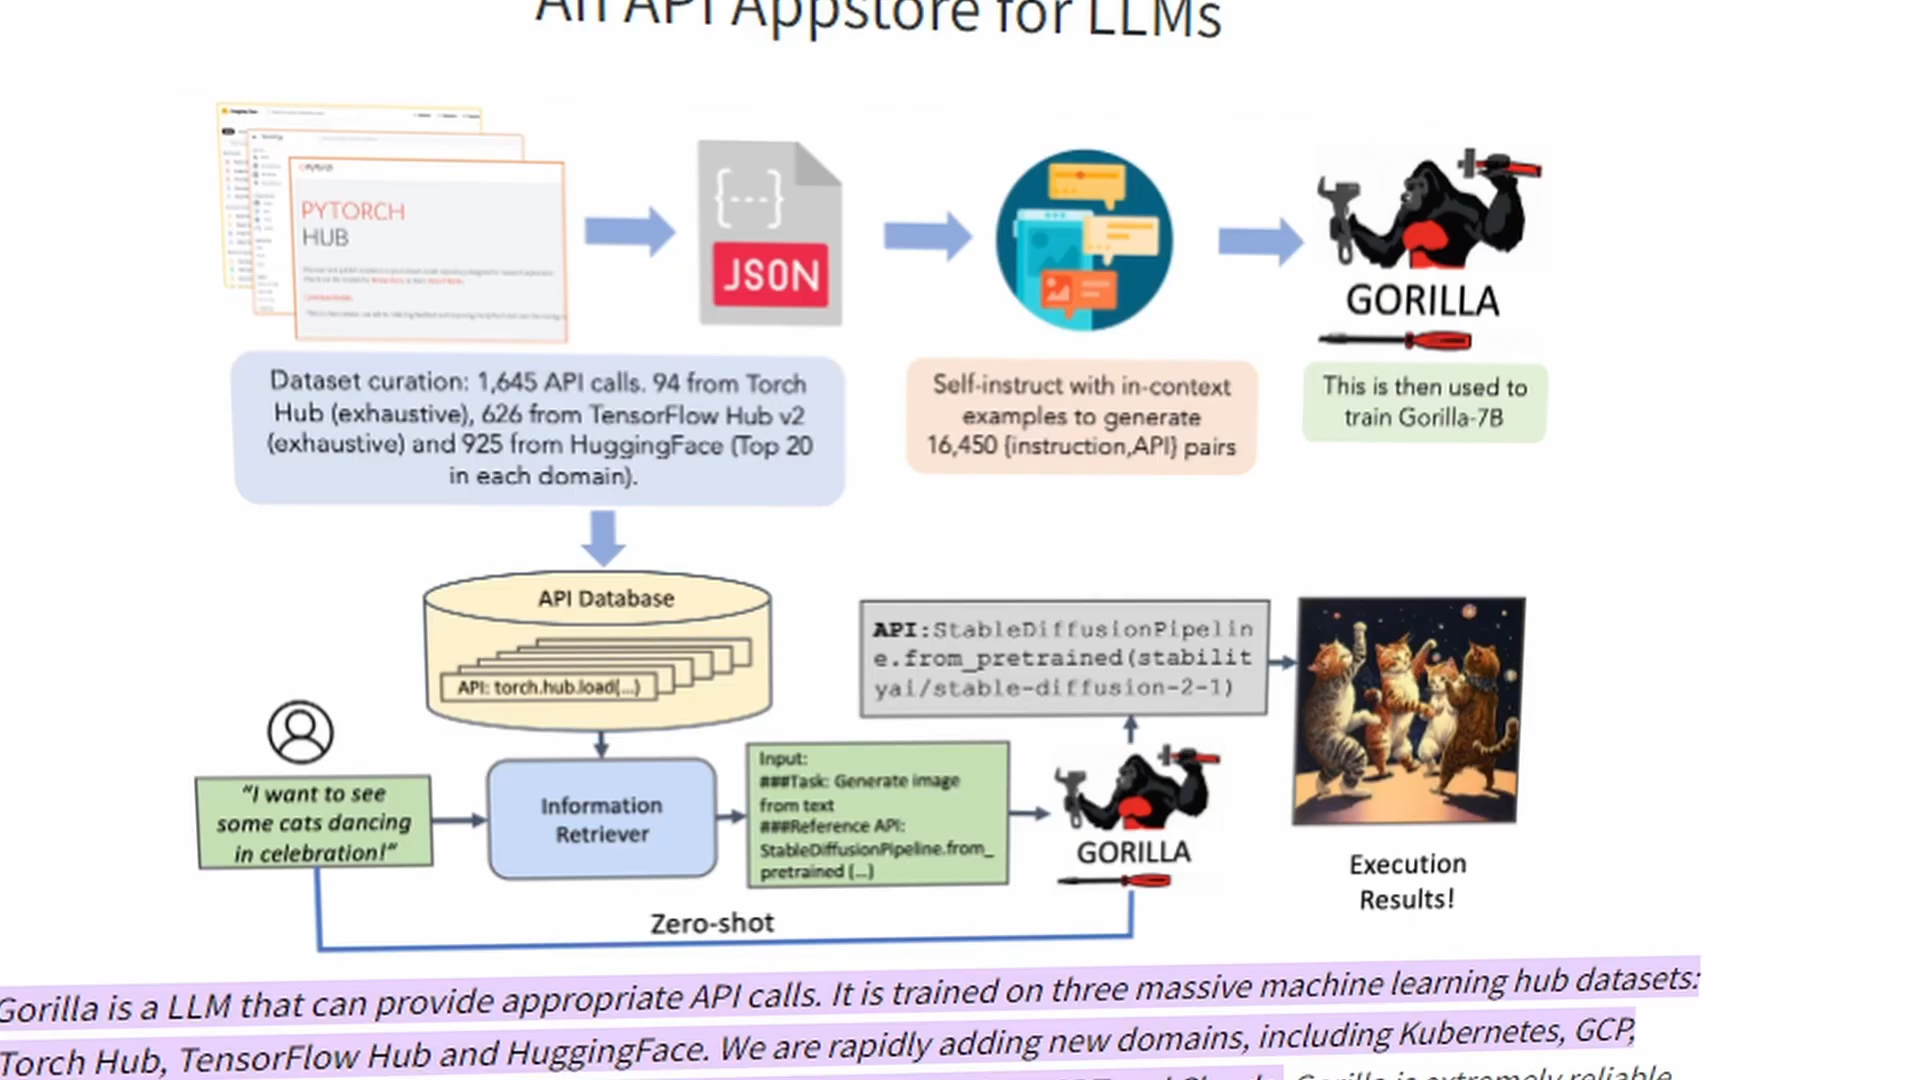 An API Appstore for LLMs
PYTORCH
HUB
JSON
GORILLA
Dataset curation: 1,645 API calls. 94 from Torch
Hub (exhaustive), 626 from TensorFlow Hub v2
(exhaustive) and 925 from HuggingFace (Top 20
in each domain).
Self-instruct with in-context
examples to generate
16,450 {instruction,API} pairs
This is then used to
train Gorilla-7B
API Database
API: torch.hub.load(...)
API:StableDiffusionPipelin
e.from_pretrained(stabilit
yai/stable-diffusion-2-1)
"I want to see
some cats dancing
in celebration!"
Information
Retriever
Input:
###Task: Generate image
from text
###Reference API:
StableDiffusionPipeline.from_
pretrained (...)
GORILLA
Execution
Results!
Zero-shot
Gorilla is a LLM that can provide appropriate API calls. It is trained on three massive machine learning hub datasets:
Torch Hub, TensorFlow Hub and HuggingFace. We are rapidly adding new domains, including Kubernetes, GCP,
Gorilla is extremely reliable